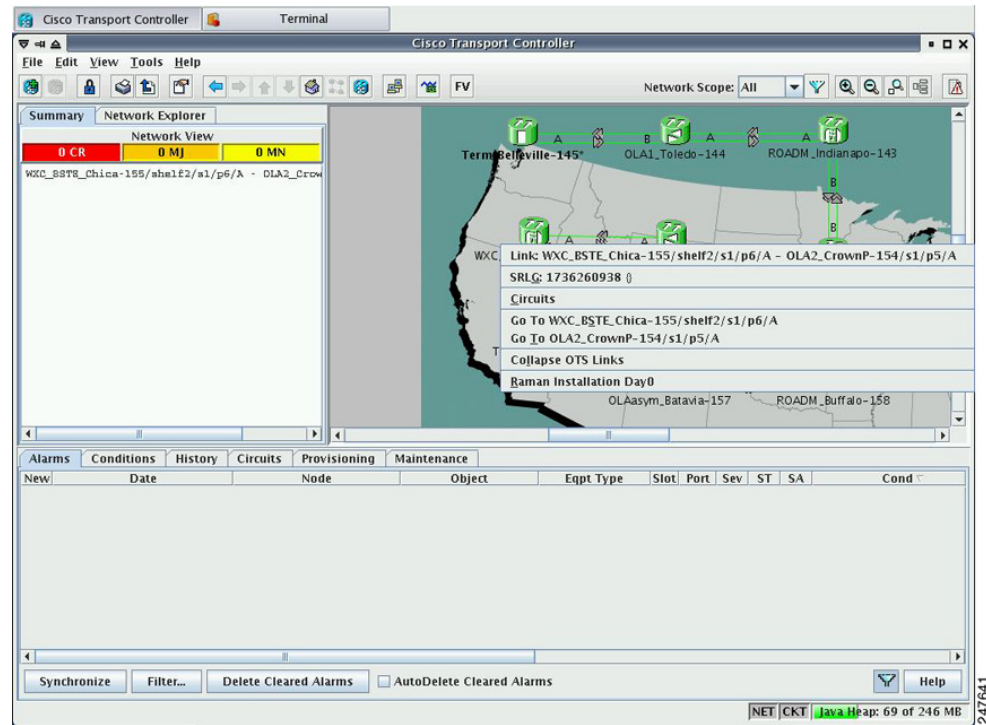 Cisco Transport Controller
Terminal
Cisco Transport Controller
File Edit View Tools Help
FV
Network Scope: All
Summary Network Explorer
Network View
0 CR 0 MJ 0 MN
WXC_BSTE_Chica-155/shelf2/s1/p6/A - OLA2_Crow
A B A A
Term_Belleville-145* OLA1_Toledo-144 ROADM_Indianapo-143
B
B
A A
WXC_
Link: WXC_BSTE_Chica-155/shelf2/s1/p6/A - OLA2_CrownP-154/s1/p5/A
SRLG: 1736260938 ()
Circuits
Go To WXC_BSTE_Chica-155/shelf2/s1/p6/A
Go To OLA2_CrownP-154/s1/p5/A
T
Collapse OTS Links
Raman Installation Day0
OLAasym_Batavia-157 ROADM_Buffalo-158
Alarms Conditions History Circuits Provisioning Maintenance
New Date Node Object Eqpt Type Slot Port Sev ST SA Cond
Synchronize Filter... Delete Cleared Alarms AutoDelete Cleared Alarms Help
NET CKT Java Heap: 69 of 246 MB
247641